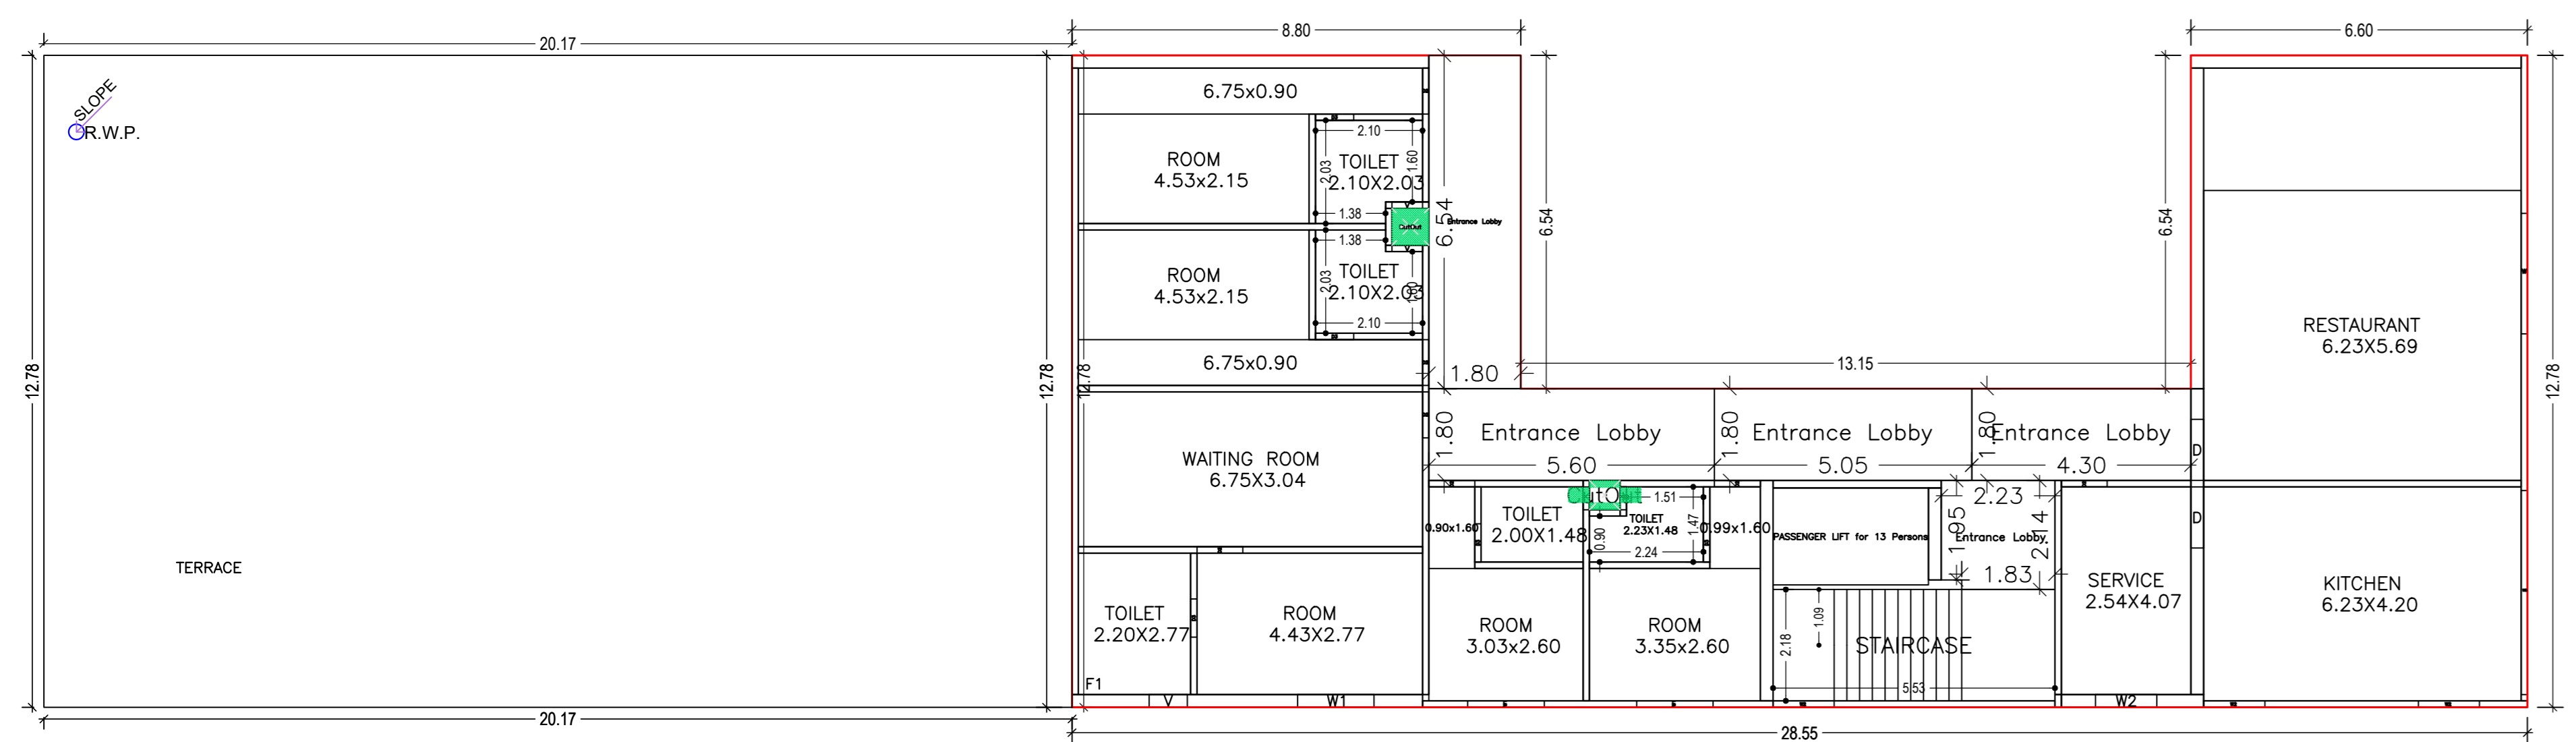 8.80
6.60
20.17
SLOPE
R.W.P.
6.75x0.90
2.10
ROOM
4.53x2.15
TOILET
2.10X2.03
2.03
1.60
1.38
CutOut
Entrance Lobby
6.54
6.54
6.54
1.38
ROOM
4.53x2.15
TOILET
2.10X2.03
2.03
2.10
6.75x0.90
1.80
13.15
RESTAURANT
6.23X5.69
12.78
12.78
12.78
12.78
Entrance Lobby
Entrance Lobby
Entrance Lobby
1.80
1.80
1.80
5.60
5.05
4.30
D
WAITING ROOM
6.75X3.04
CutOut
1.51
2.23
TOILET
2.00X1.48
TOILET
2.23X1.48
0.90x1.60
0.99x1.60
0.90
1.47
2.24
PASSENGER LIFT for 13 Persons
1.95
Entrance Lobby
2.14
1.83
D
TERRACE
SERVICE
2.54X4.07
KITCHEN
6.23X4.20
TOILET
2.20X2.77
ROOM
4.43X2.77
ROOM
3.03x2.60
ROOM
3.35x2.60
2.18
1.09
STAIRCASE
5.53
F1
V
W1
W2
20.17
28.55